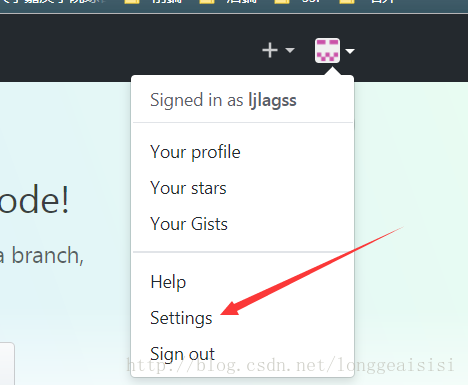 Signed in as ljlagss
Your profile
Your stars
ode!
Your Gists
a branch,
Help
Settings
Sign out
http://blog.csdn.net/longgeaisisi